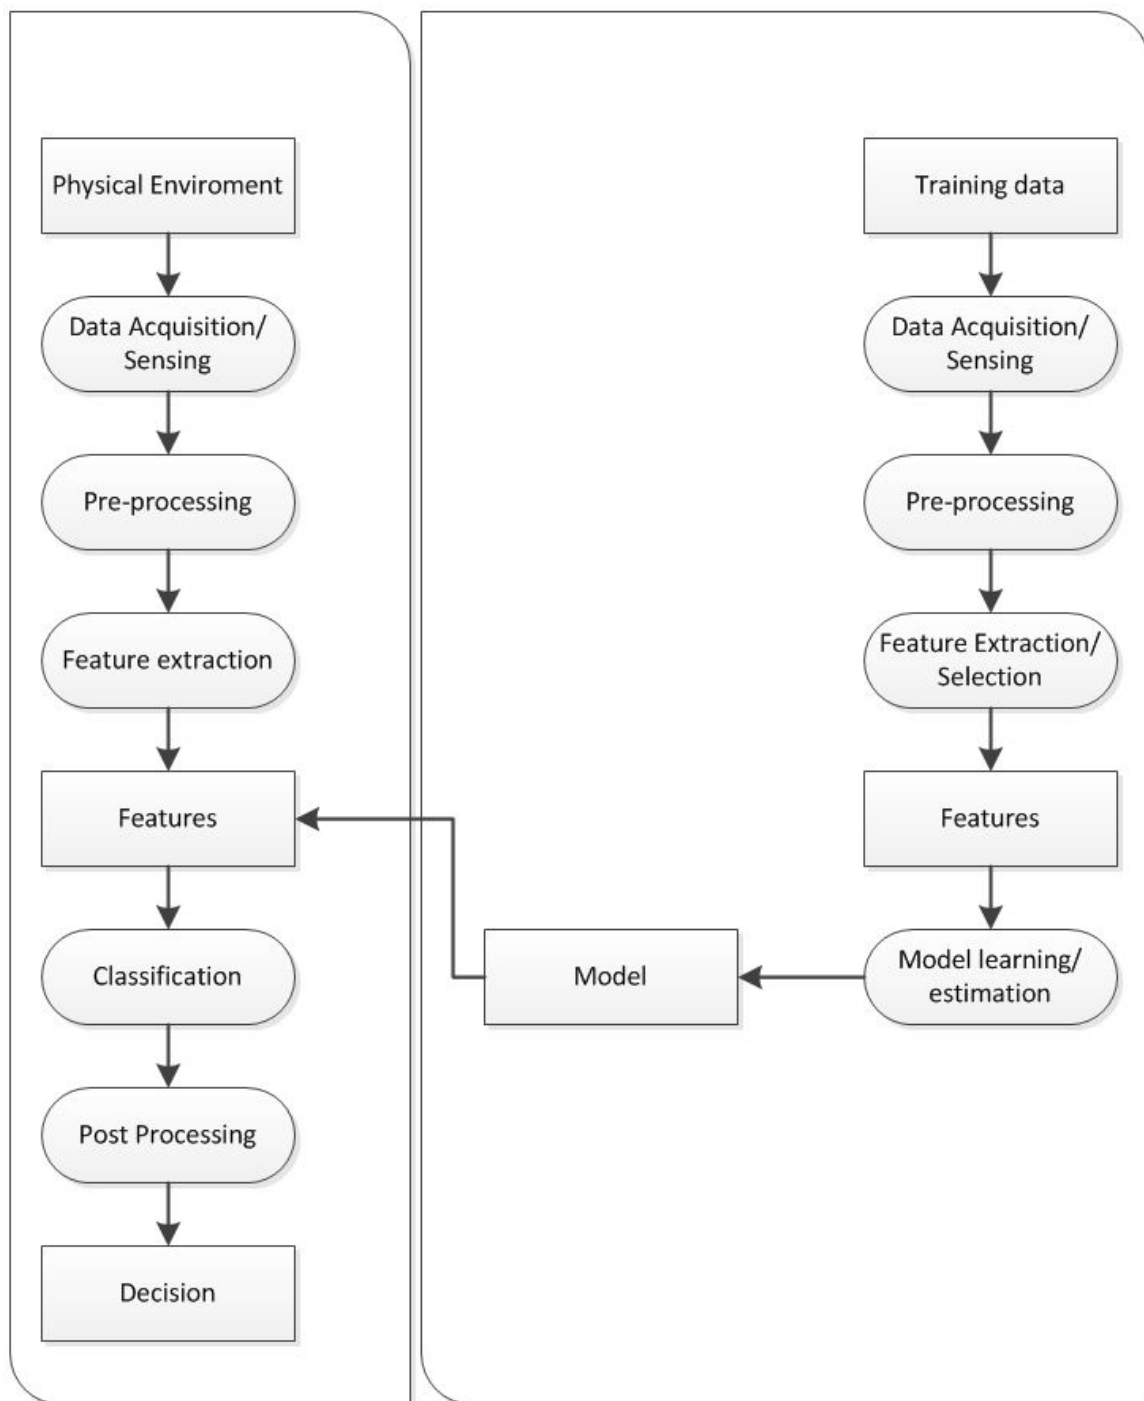 Physical Enviroment
Data Acquisition/
Sensing
Pre-processing
Feature extraction
Features
Classification
Post Processing
Decision
Training data
Data Acquisition/
Sensing
Pre-processing
Feature Extraction/
Selection
Features
Model learning/
estimation
Model